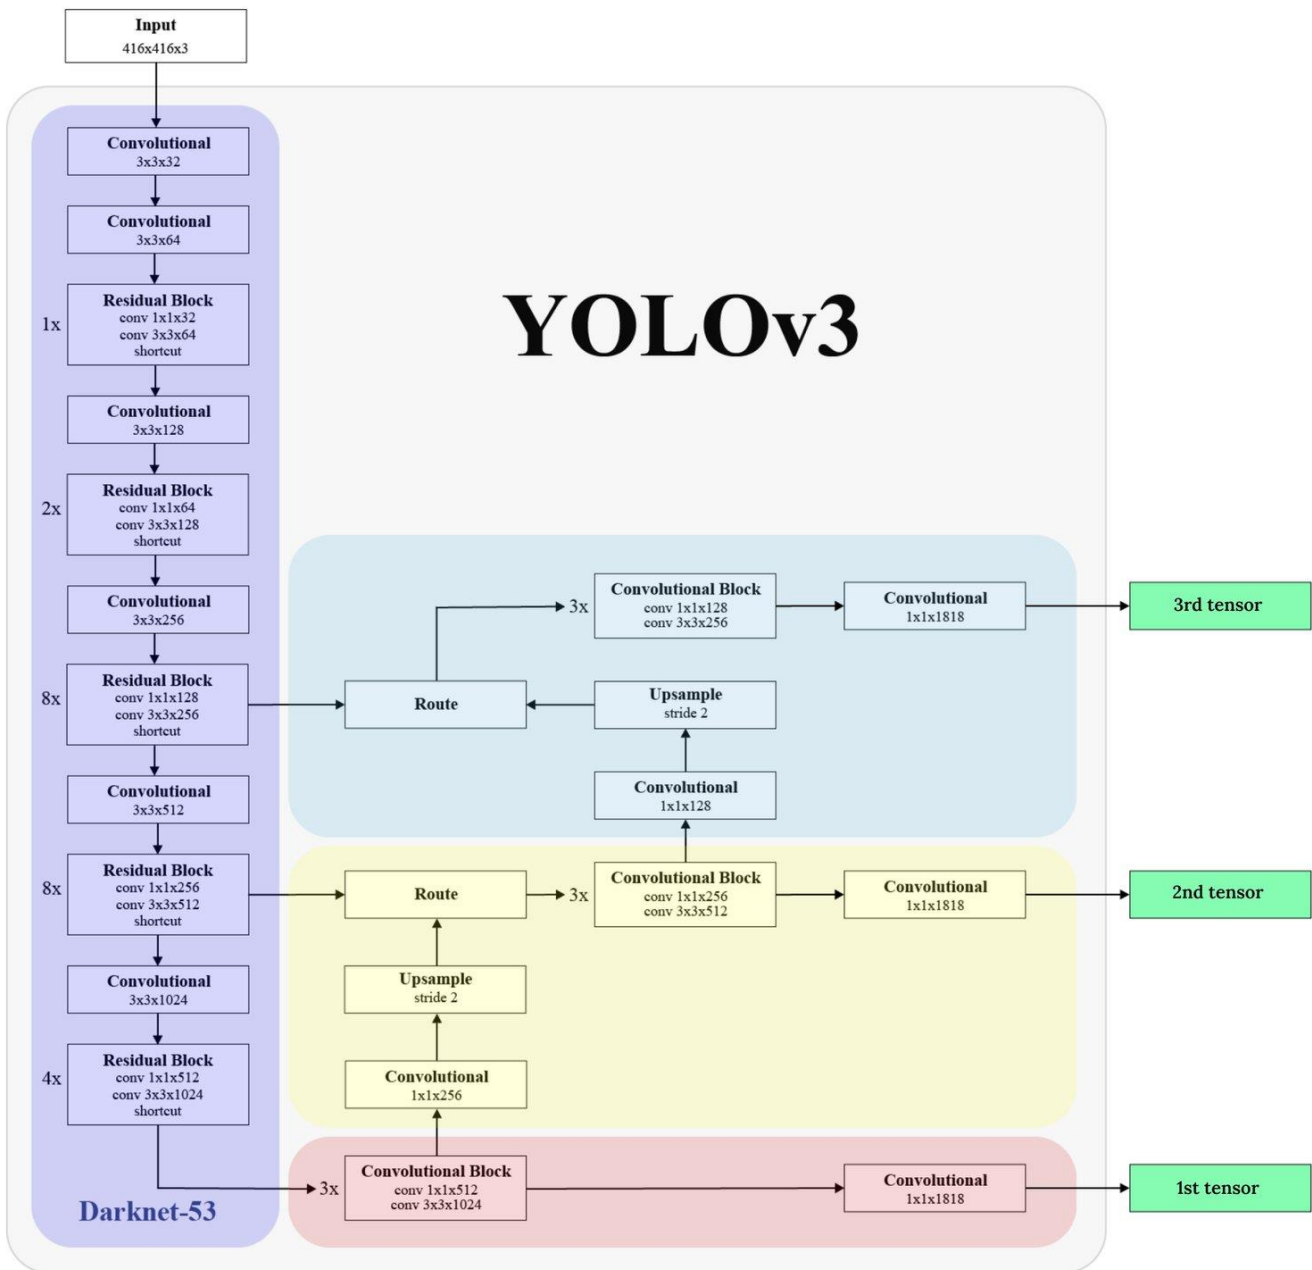 Input
416x416x3
Convolutional
3x3x32
Convolutional
3x3x64
1x
Residual Block
conv 1x1x32
conv 3x3x64
shortcut
YOLOv3
Convolutional
3x3x128
2x
Residual Block
conv 1x1x64
conv 3x3x128
shortcut
Convolutional
3x3x256
8x
Residual Block
conv 1x1x128
conv 3x3x256
shortcut
Convolutional
3x3x512
8x
Residual Block
conv 1x1x256
conv 3x3x512
shortcut
Convolutional
3x3x1024
4x
Residual Block
conv 1x1x512
conv 3x3x1024
shortcut
Darknet-53
3x
Convolutional Block
conv 1x1x128
conv 3x3x256
Convolutional
1x1x1818
3rd tensor
Route
Upsample
stride 2
Convolutional
1x1x128
Route
3x
Convolutional Block
conv 1x1x256
conv 3x3x512
Convolutional
1x1x1818
2nd tensor
Upsample
stride 2
Convolutional
1x1x256
3x
Convolutional Block
conv 1x1x512
conv 3x3x1024
Convolutional
1x1x1818
1st tensor